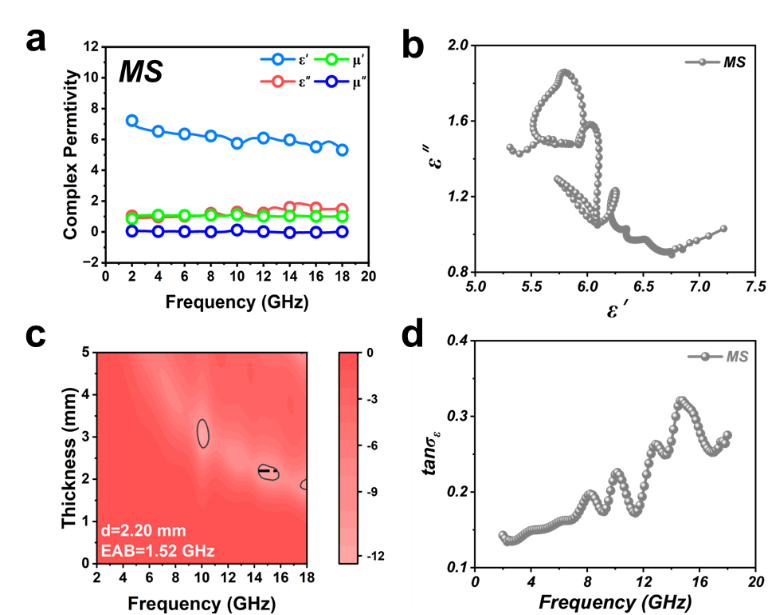 a
12
10
8
6
4
2
0
−2
0 2 4 6 8 10 12 14 16 18 20
Complex Permtivity
Frequency (GHz)
MS
ε′ μ′
ε″ μ″
b
2.0
1.6
1.2
0.8
5.0 5.5 6.0 6.5 7.0 7.5
ε″
ε′
MS
c
5
4
3
2
1
0
2 4 6 8 10 12 14 16 18
Thickness (mm)
Frequency (GHz)
d=2.20 mm
EAB=1.52 GHz
0
-3
-6
-9
-12
d
0.4
0.3
0.2
0.1
0 4 8 12 16 20
tanσε
Frequency (GHz)
MS